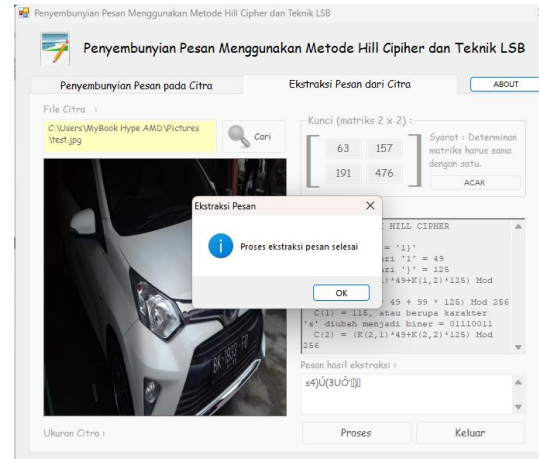 Penyembunyian Pesan Menggunakan Metode Hill Cipher dan Teknik LSB
Penyembunyian Pesan Menggunakan Metode Hill Cipiher dan Teknik LSB
Penyembunyian Pesan pada Citra
Ekstraksi Pesan dari Citra
ABOUT
File Citra :
C:\Users\MyBook Hype AMD\Pictures
\test.jpg
Cari
Kunci (matriks 2 x 2) :
63 157
191 476
Syarat : Determinan
matriks harus sama
dengan satu.
ACAK
Ekstraksi Pesan
Proses ekstraksi pesan selesai
OK
HILL CIPHER
= '1}'
'1' = 49
'}' = 125
)*49+K(1,2)*125) Mod
49 + 99 * 125) Mod 256
C(1) = 115, atau berupa karakter
's' diubah menjadi biner = 01110011
C(2) = (K(2,1)*49+K(2,2)*125) Mod
256
Pesan hasil ekstraksi :
Ukuran Citra :
Proses
Keluar